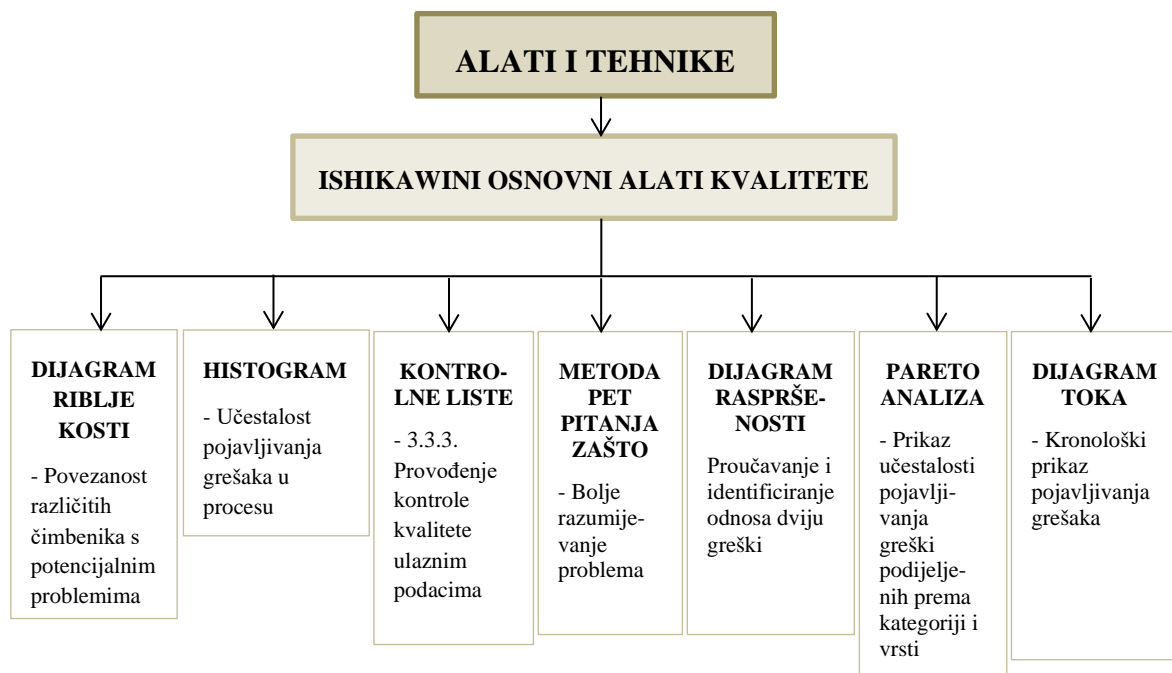 ALATI I TEHNIKE
ISHIKAWINI OSNOVNI ALATI KVALITETE
DIJAGRAM
RIBLJE
KOSTI
- Povezanost
različitih
čimbenika s
potencijalnim
problemima
HISTOGRAM
- Učestalost
pojavljivanja
grešaka u
procesu
KONTRO-
LNE LISTE
- 3.3.3.
Provođenje
kontrole
kvalitete
ulaznim
podacima
METODA
PET
PITANJA
ZAŠTO
- Bolje
razumije-
vanje
problema
DIJAGRAM
RASPRŠE-
NOSTI
Proučavanje i
identificiranje
odnosa dviju
greški
PARETO
ANALIZA
- Prikaz
učestalosti
pojavlji-
vanja
greški
podijelje-
nih prema
kategoriji i
vrsti
DIJAGRAM
TOKA
- Kronološki
prikaz
pojavljivanja
grešaka